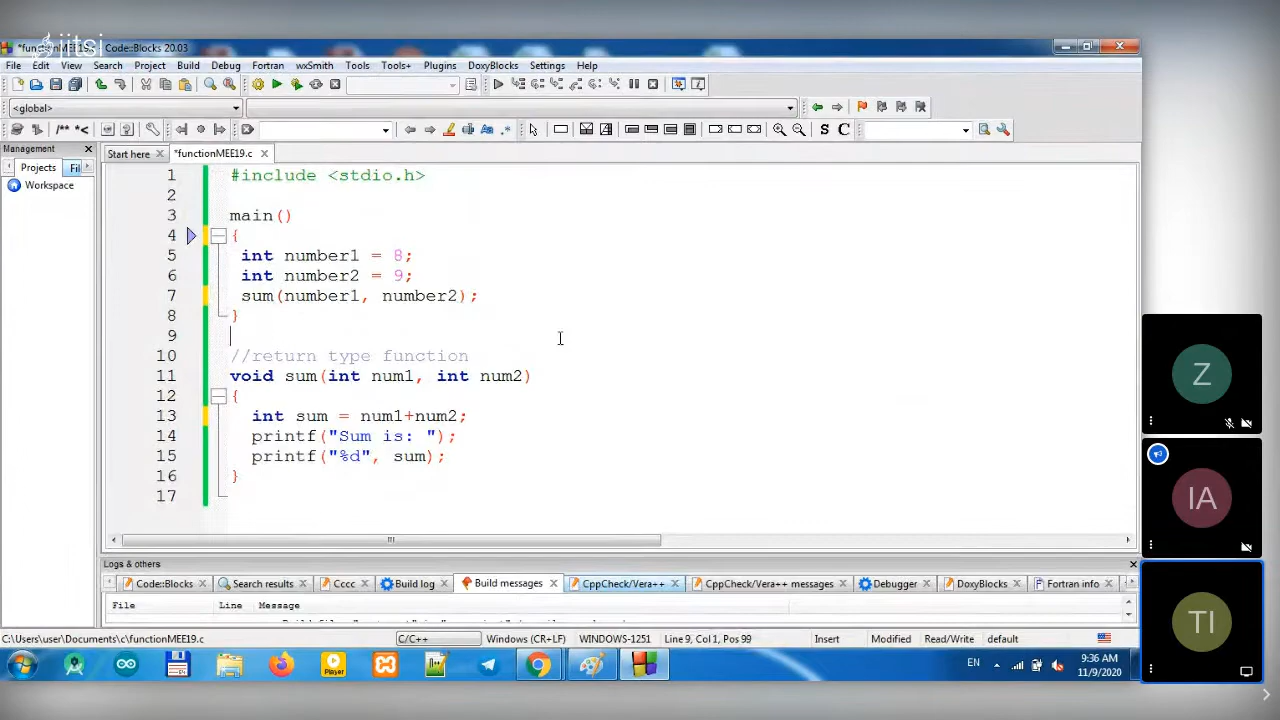 *functionMEE19.c Code::Blocks 20.03
jitsi
File Edit View Search Project Build Debug Fortran wxSmith Tools Tools+ Plugins DoxyBlocks Settings Help
<global>
/** *< S C
Management
Start here *functionMEE19.c
Projects Fil
Workspace
1 #include <stdio.h>
2
3 main()
4 {
5 int number1 = 8;
6 int number2 = 9;
7 sum(number1, number2);
8 }
9
10 //return type function
11 void sum(int num1, int num2)
12 {
13 int sum = num1+num2;
14 printf("Sum is: ");
15 printf("%d", sum);
16 }
17
Z
IA
TI
Logs & others
Code::Blocks Search results Cccc Build log Build messages CppCheck/Vera++ CppCheck/Vera++ messages Debugger DoxyBlocks Fortran info
File Line Message
C:\Users\user\Documents\c\functionMEE19.c C/C++ Windows (CR+LF) WINDOWS-1251 Line 9, Col 1, Pos 99 Insert Modified Read/Write default
Player
EN
9:36 AM
11/9/2020